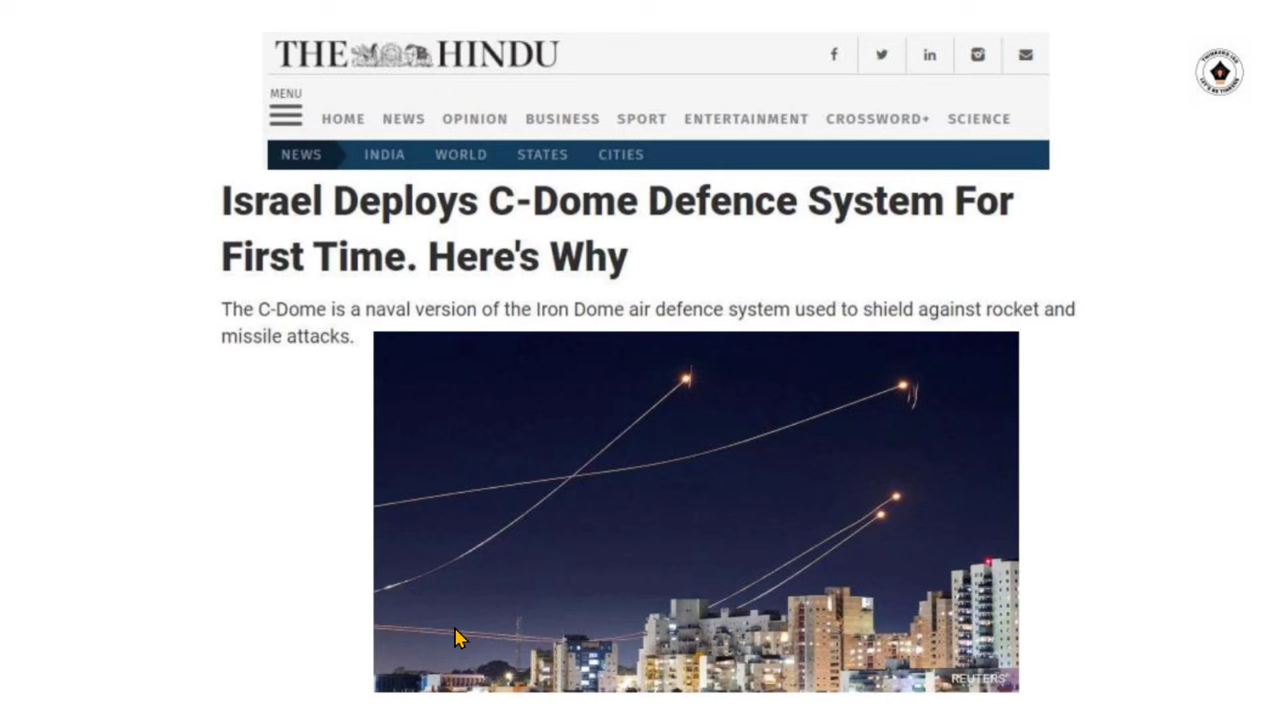 THE HINDU
MENU
HOME NEWS OPINION BUSINESS SPORT ENTERTAINMENT CROSSWORD+ SCIENCE
NEWS INDIA WORLD STATES CITIES
Israel Deploys C-Dome Defence System For
First Time. Here's Why
The C-Dome is a naval version of the Iron Dome air defence system used to shield against rocket and
missile attacks.
REUTERS